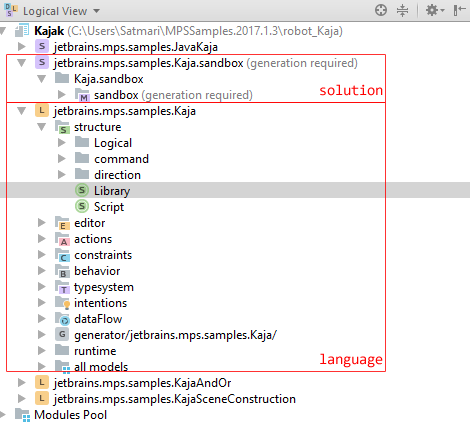 Logical View
Kajak (C:\Users\Satmari\MPSSamples.2017.1.3\robot_Kaja)
S jetbrains.mps.samples.JavaKaja
S jetbrains.mps.samples.Kaja.sandbox (generation required)
Kaja.sandbox
M sandbox (generation required)
solution
L jetbrains.mps.samples.Kaja
S structure
Logical
command
direction
S Library
S Script
E editor
A actions
C constraints
B behavior
T typesystem
intentions
dataFlow
G generator/jetbrains.mps.samples.Kaja/
runtime
all models
language
L jetbrains.mps.samples.KajaAndOr
L jetbrains.mps.samples.KajaSceneConstruction
Modules Pool